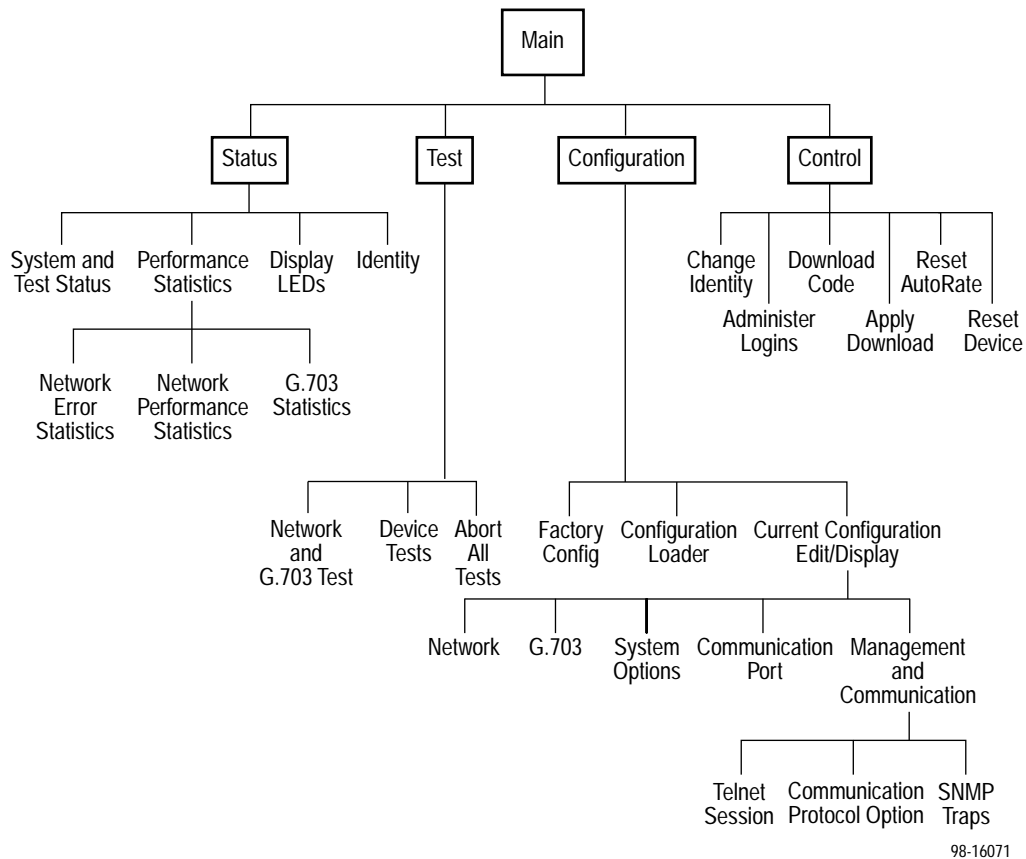 Main
Status
Test
Configuration
Control
System and
Test Status
Performance
Statistics
Display
LEDs
Identity
Change
Identity
Administer
Logins
Download
Code
Apply
Download
Reset
AutoRate
Reset
Device
Network
Error
Statistics
Network
Performance
Statistics
G.703
Statistics
Network
and
G.703 Test
Device
Tests
Abort
All
Tests
Factory
Config
Configuration
Loader
Current Configuration
Edit/Display
Network
G.703
System
Options
Communication
Port
Management
and
Communication
Telnet
Session
Communication
Protocol Option
SNMP
Traps
98-16071